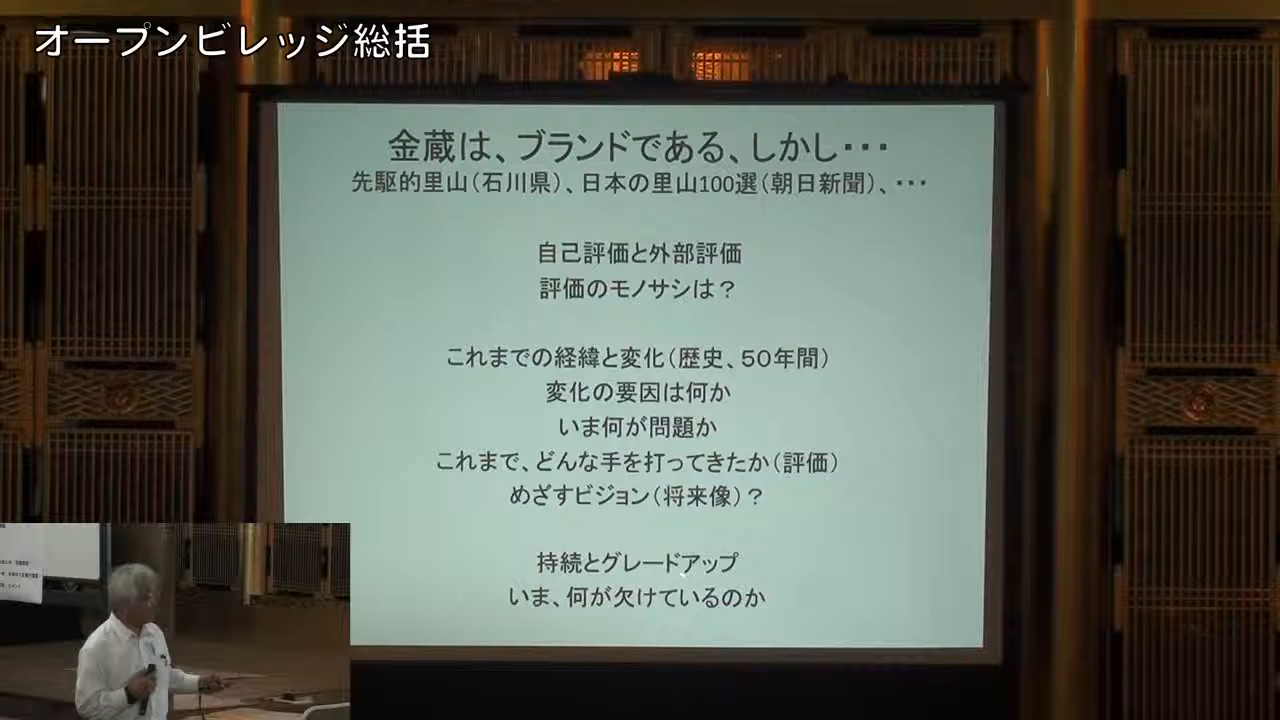 オープンビレッジ総括
金蔵は、ブランドである、しかし・・・
先駆的里山（石川県）、日本の里山100選（朝日新聞）、・・・
自己評価と外部評価
評価のモノサシは？
これまでの経緯と変化（歴史、５０年間）
変化の要因は何か
いま何が問題か
これまで、どんな手を打ってきたか（評価）
めざすビジョン（将来像）？
持続とグレードアップ
いま、何が欠けているのか